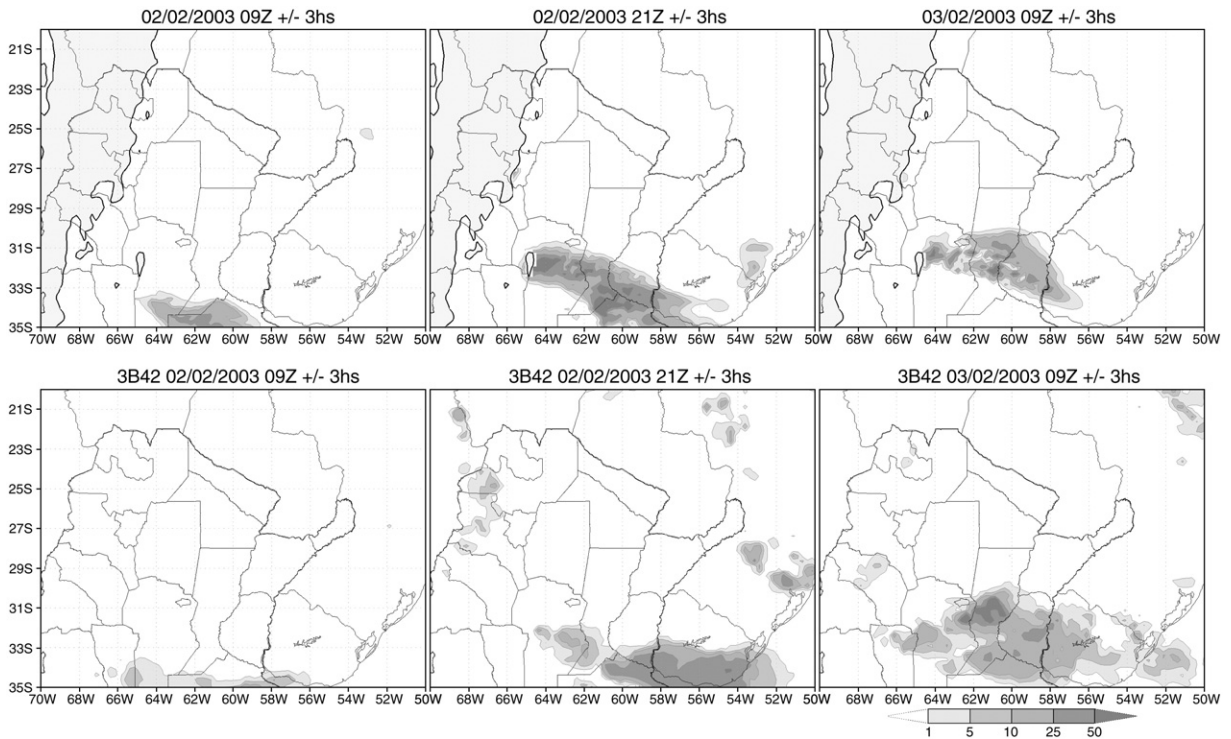 02/02/2003 09Z +/- 3hs 02/02/2003 21Z +/- 3hs 03/02/2003 09Z +/- 3hs
21S
23S
25S
27S
29S
31S
33S
35S
70W 68W 66W 64W 62W 60W 58W 56W 54W 52W 50W 68W 66W 64W 62W 60W 58W 56W 54W 52W 50W 68W 66W 64W 62W 60W 58W 56W 54W 52W 50W
3B42 02/02/2003 09Z +/- 3hs 3B42 02/02/2003 21Z +/- 3hs 3B42 03/02/2003 09Z +/- 3hs
21S
23S
25S
27S
29S
31S
33S
35S
70W 68W 66W 64W 62W 60W 58W 56W 54W 52W 50W 68W 66W 64W 62W 60W 58W 56W 54W 52W 50W 68W 66W 64W 62W 60W 58W 56W 54W 52W 50W
1 5 10 25 50